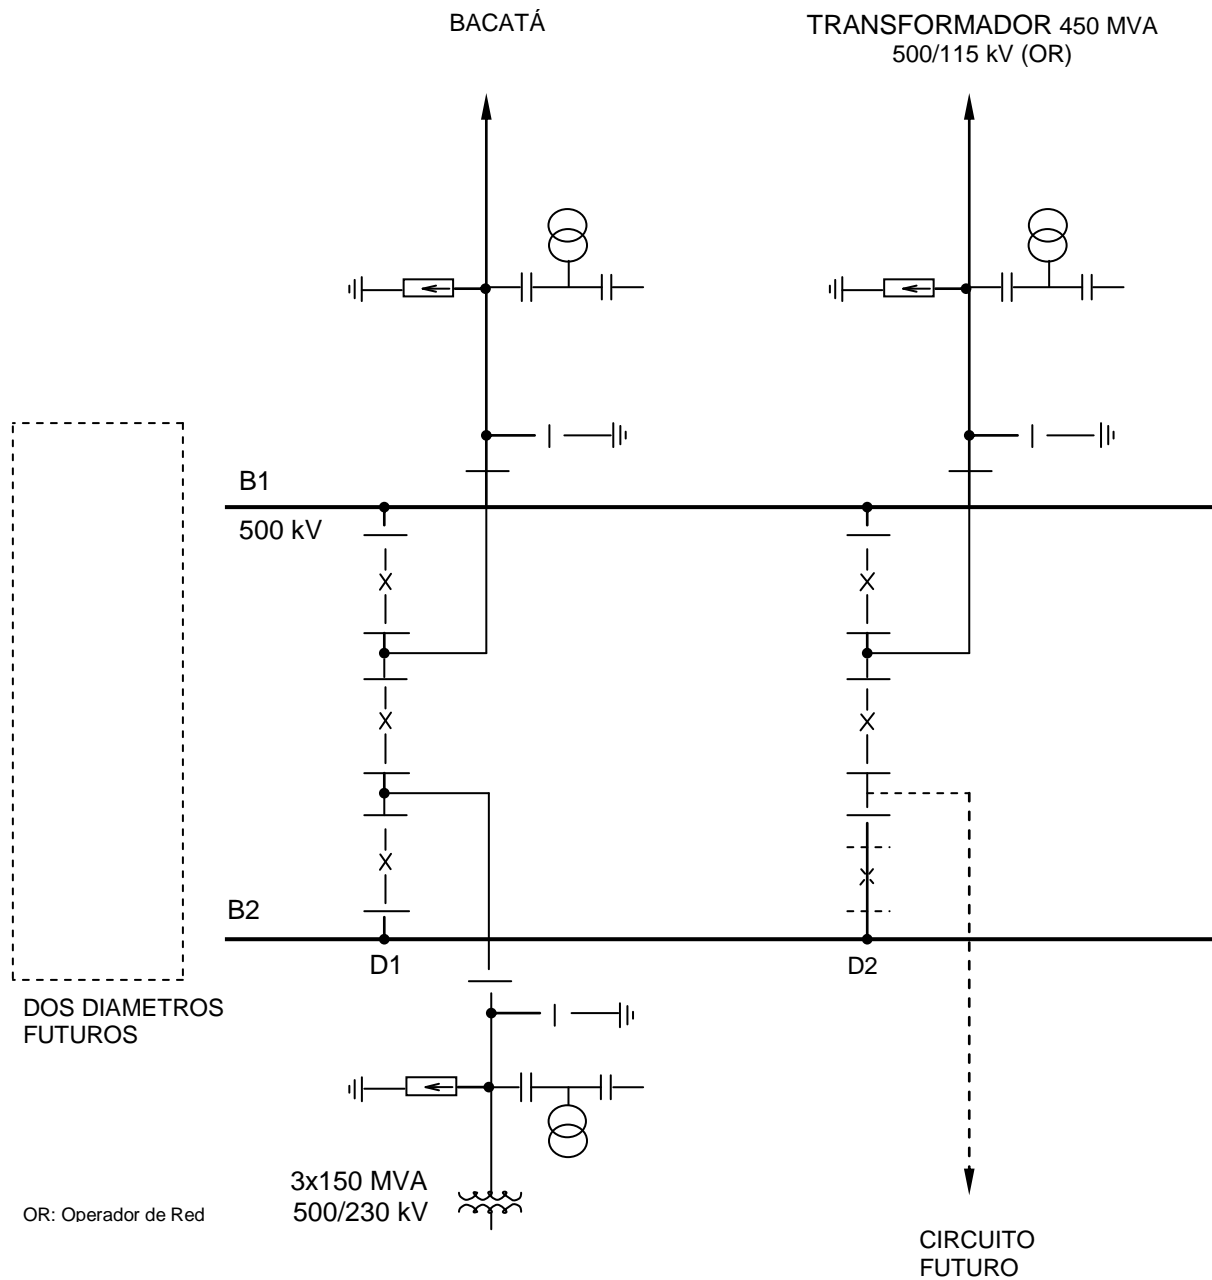 BACATÁ
TRANSFORMADOR 450 MVA
500/115 kV (OR)
B1
500 kV
B2
D1
D2
DOS DIAMETROS
FUTUROS
3x150 MVA
500/230 kV
OR: Operador de Red
CIRCUITO
FUTURO